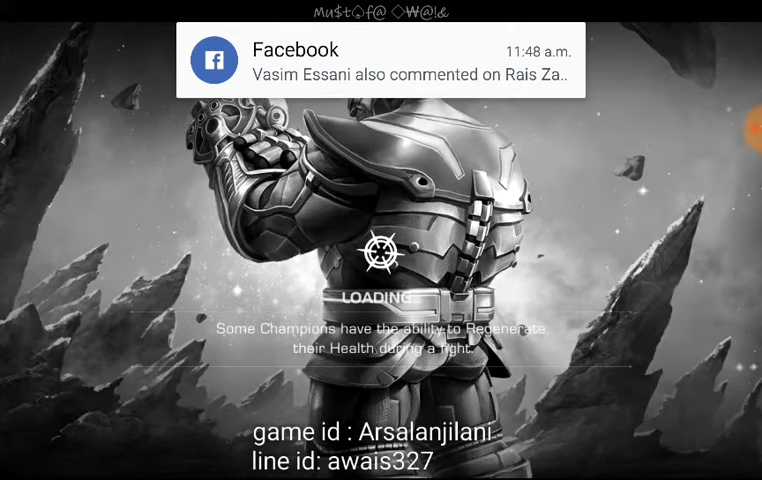 Mu$t♤f@ ◇₩@!&
Facebook
11:48 a.m.
Vasim Essani also commented on Rais Za..
LOADING...
Some Champions have the ability to Regenerate
their Health during a fight.
game id : Arsalanjilani
line id: awais327